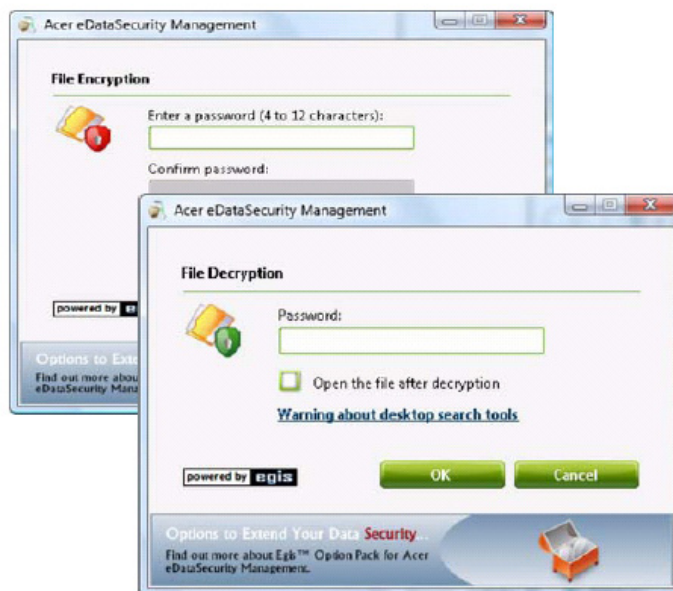 Acer eDataSecurity Management
File Encryption
Enter a password (4 to 12 characters):
Confirm password:
powered by
Options to
Find out more
eDataSecurity
Acer eDataSecurity Management
File Decryption
Password:
Open the file after decryption
Warning about desktop search tools
powered by egis
OK
Cancel
Options to Extend Your Data Security...
Find out more about Egis™ Option Pack for Acer
eDataSecurity Management.